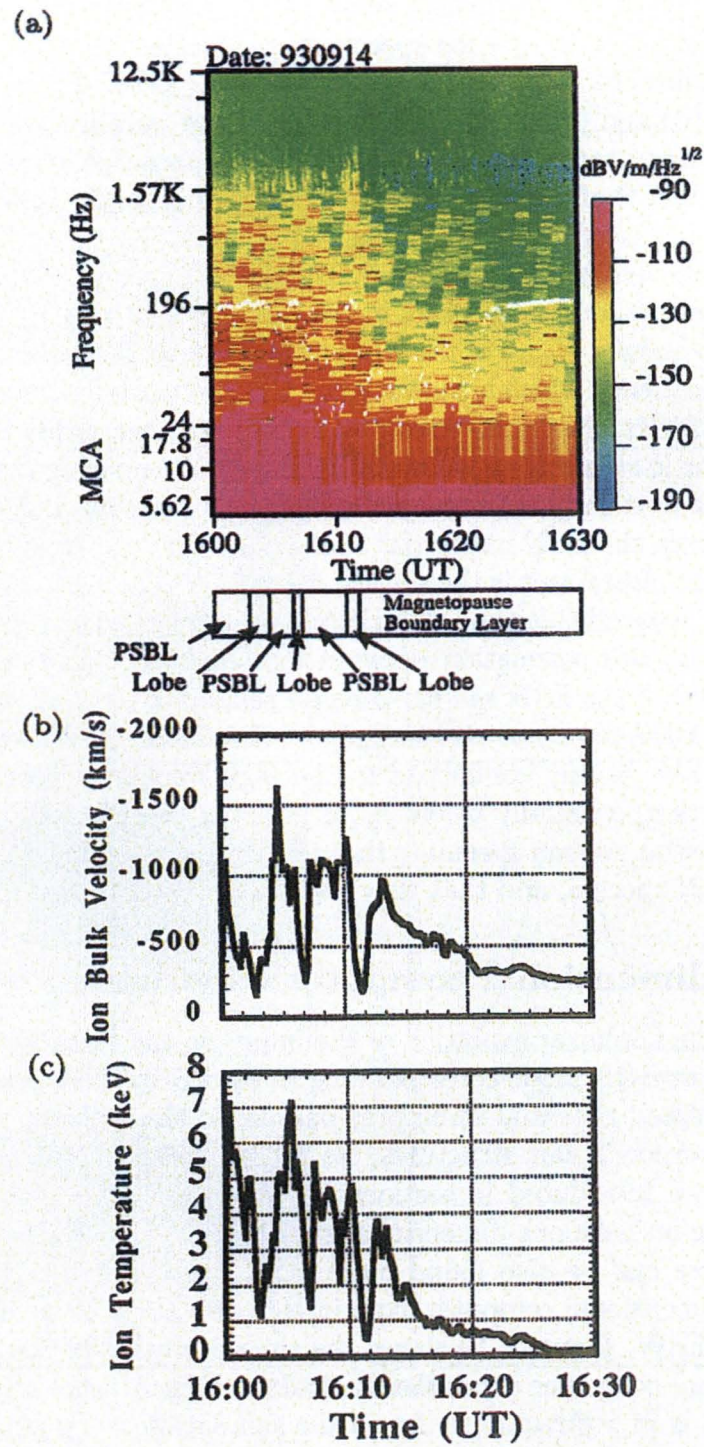 (a)
Date: 930914
12.5K
1.57K
196
24
17.8
10
5.62
Frequency (Hz)
MCA
dBV/m/Hz^1/2
-90
-110
-130
-150
-170
-190
1600 1610 1620 1630
Time (UT)
Magnetopause
Boundary Layer
PSBL
Lobe PSBL Lobe PSBL Lobe
(b)
Ion Bulk Velocity (km/s)
-2000
-1500
-1000
-500
0
(c)
Ion Temperature (keV)
8
7
6
5
4
3
2
1
0
16:00 16:10 16:20 16:30
Time (UT)